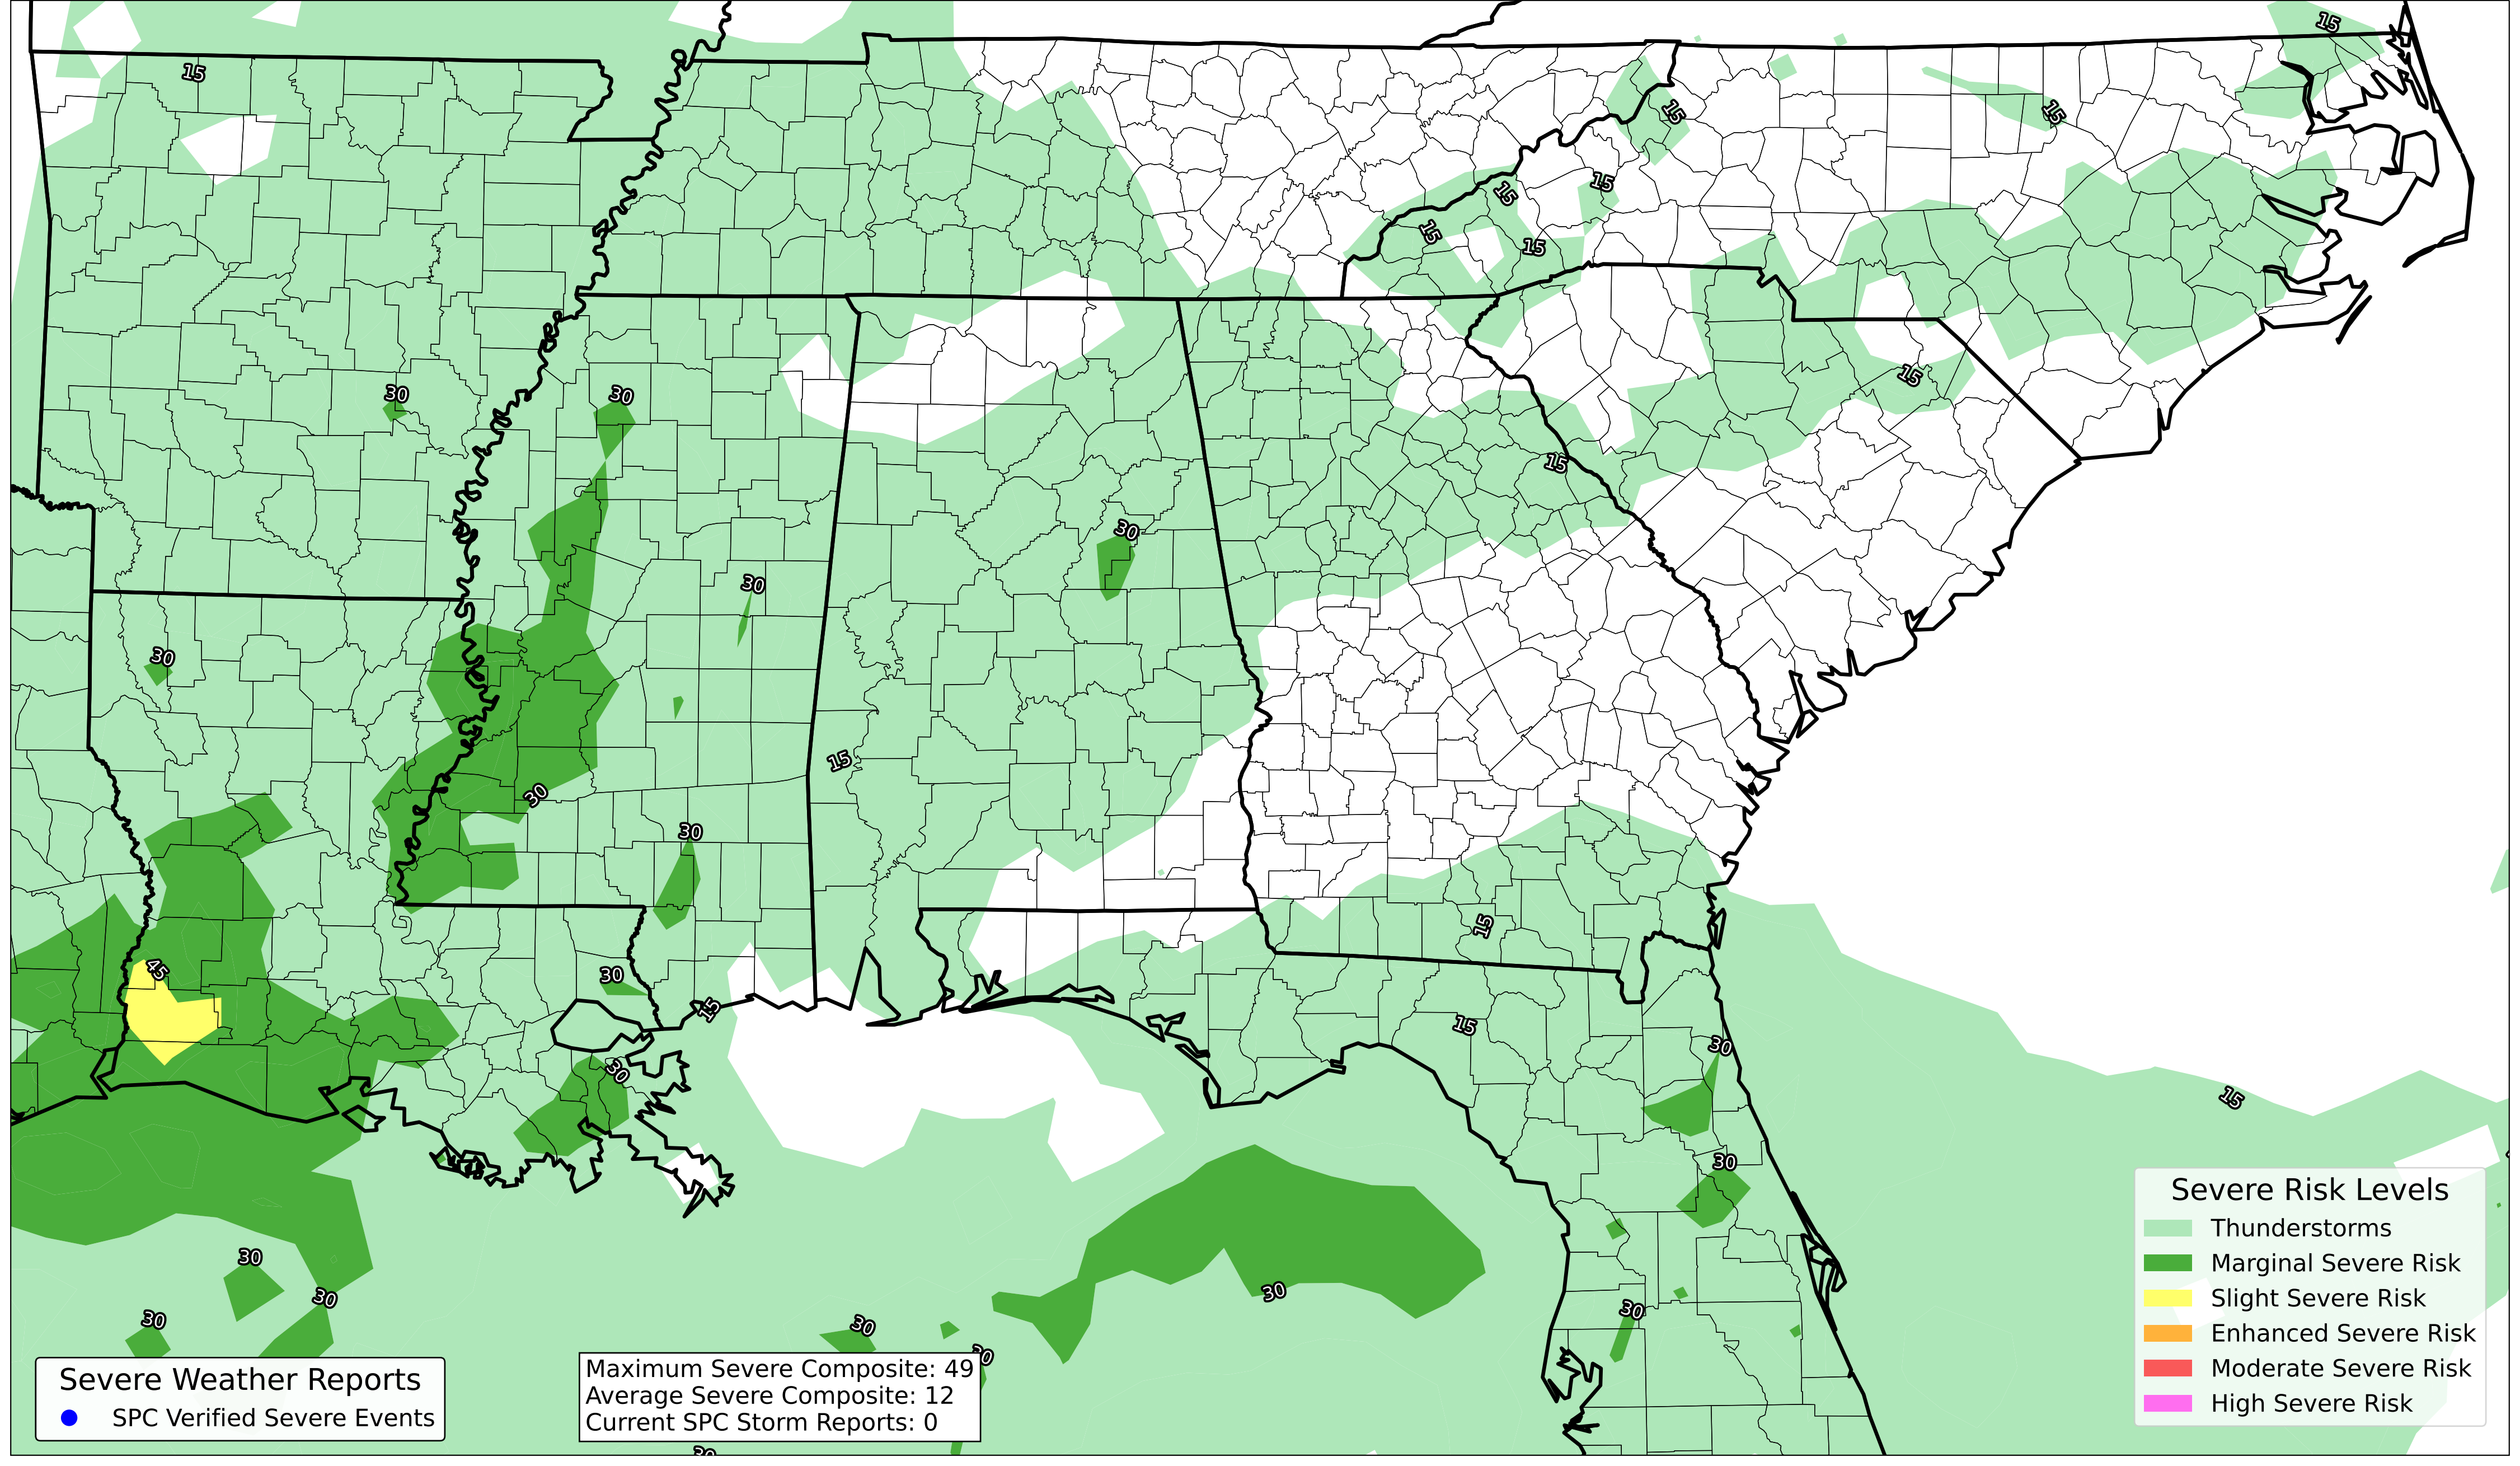 15
15
15
15
15
15
15
15
30
30
15
15
30
30
30
15
30
30
15
45
30
15
15
30
30
15
30
30
30
30
30
30
30
30
Severe Risk Levels
Thunderstorms
Marginal Severe Risk
Slight Severe Risk
Enhanced Severe Risk
Moderate Severe Risk
High Severe Risk
Severe Weather Reports
SPC Verified Severe Events
Maximum Severe Composite: 49
Average Severe Composite: 12
Current SPC Storm Reports: 0